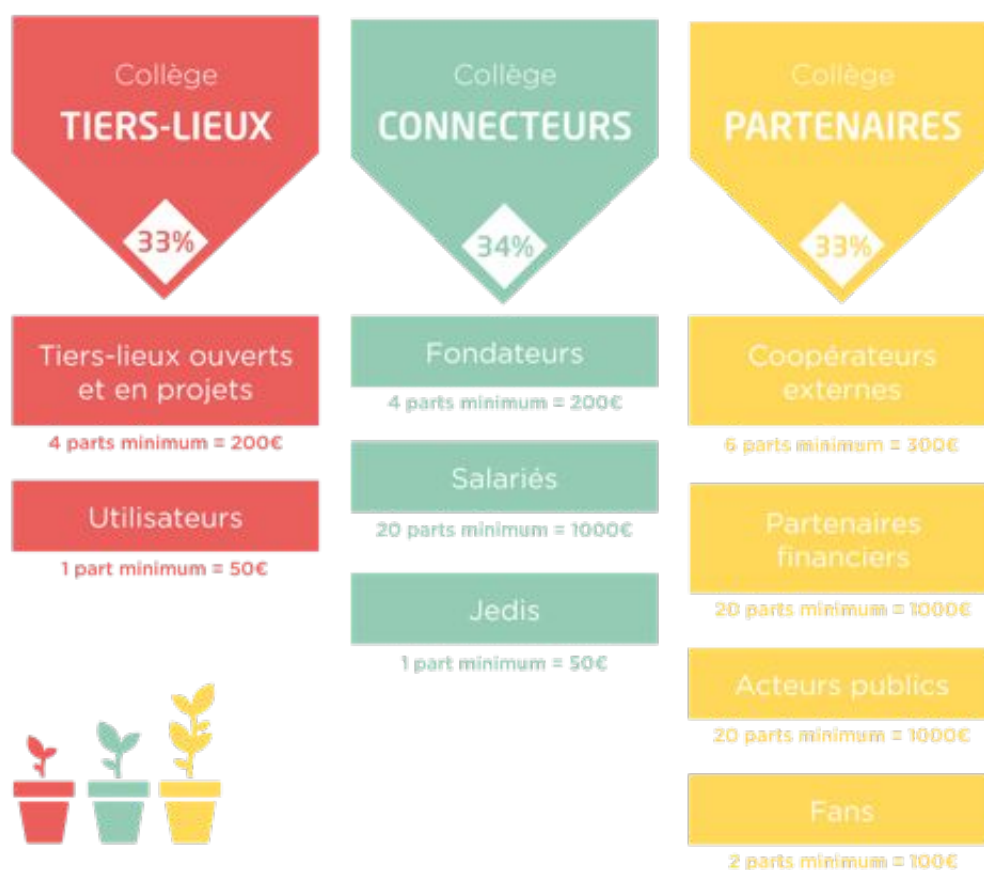 Collège
TIERS-LIEUX
33%
Tiers-lieux ouverts
et en projets
4 parts minimum = 200€
Utilisateurs
1 part minimum = 50€
Collège
CONNECTEURS
34%
Fondateurs
4 parts minimum = 200€
Salariés
20 parts minimum = 1000€
Jedis
1 part minimum = 50€
Collège
PARTENAIRES
33%
Coopérateurs
externes
6 parts minimum = 300€
Partenaires
financiers
20 parts minimum = 1000€
Acteurs publics
20 parts minimum = 1000€
Fans
2 parts minimum = 100€